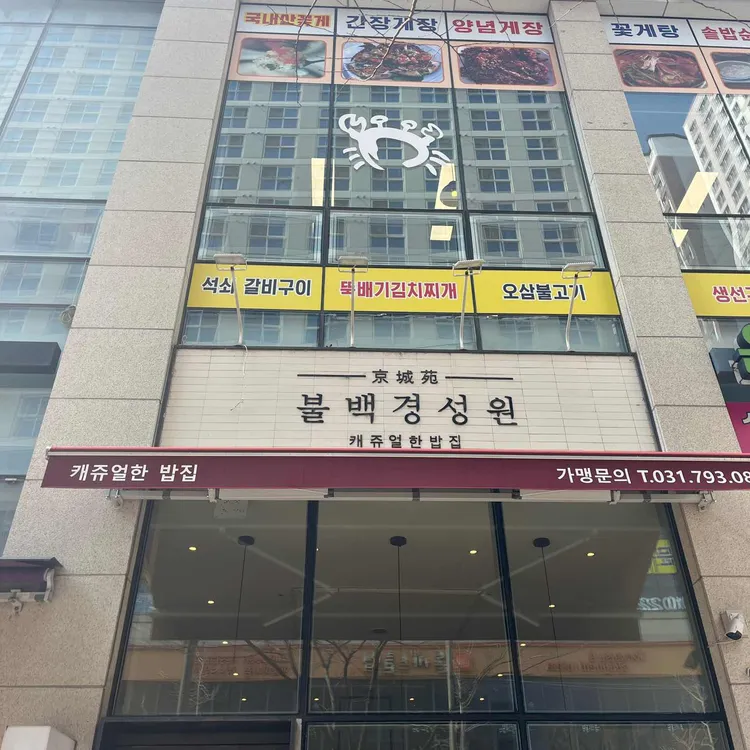 국내산꽃게 간장게장 양념게장 꽃게탕 솥밥
석쇠 갈비구이 뚝배기김치찌개 오삼불고기 생선
京城苑
불백경성원
캐쥬얼한밥집
캐쥬얼한 밥집 가맹문의 T.031.793.08